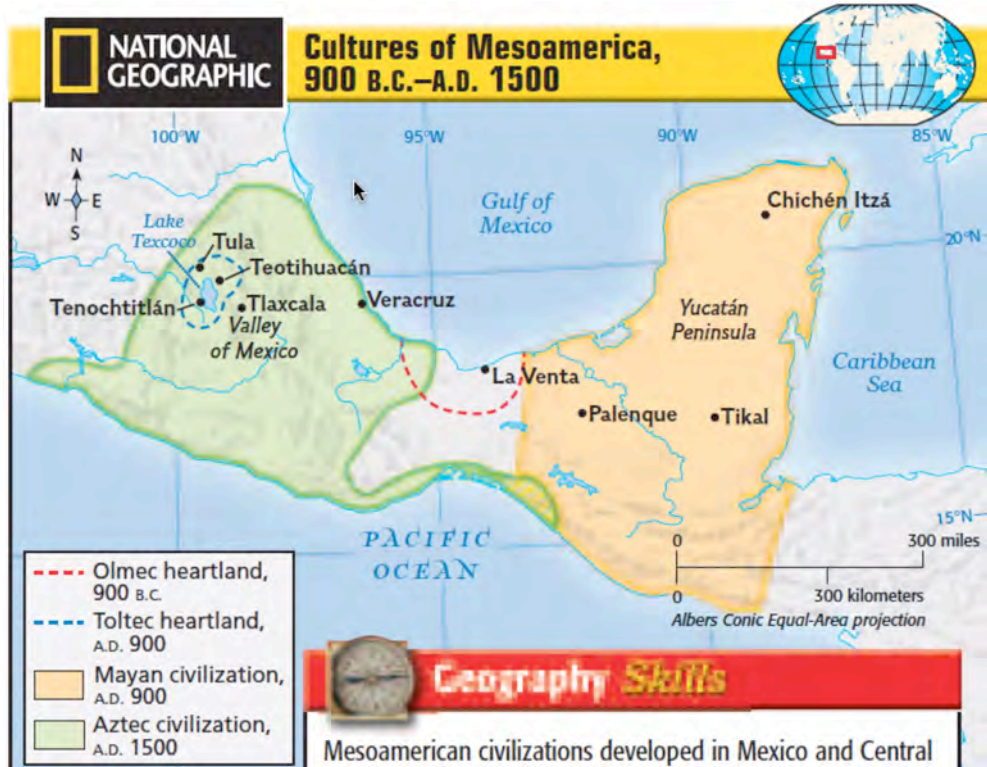 NATIONAL
GEOGRAPHIC
Cultures of Mesoamerica,
900 B.C.–A.D. 1500
100°W
95°W
90°W
85°W
N
W
E
S
Lake
Texcoco
Tula
Teotihuacán
Tenochtitlán
Tlaxcala
Valley
of Mexico
Veracruz
Gulf of
Mexico
Chichén Itzá
20°N
Yucatán
Peninsula
Caribbean
Sea
La Venta
Palenque
Tikal
15°N
PACIFIC
OCEAN
0
300 miles
0
300 kilometers
Albers Conic Equal-Area projection
Olmec heartland,
900 B.C.
Toltec heartland,
A.D. 900
Mayan civilization,
A.D. 900
Aztec civilization,
A.D. 1500
Geography Skills
Mesoamerican civilizations developed in Mexico and Central